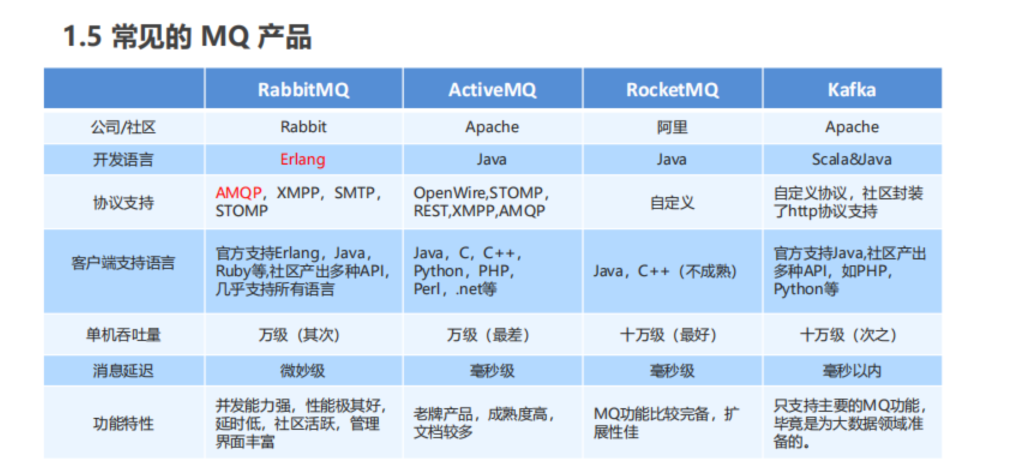 1.5 常见的 MQ 产品
RabbitMQ ActiveMQ RocketMQ Kafka
公司/社区 Rabbit Apache 阿里 Apache
开发语言 Erlang Java Java Scala&Java
协议支持 AMQP，XMPP，SMTP，
STOMP
OpenWire,STOMP，
REST,XMPP,AMQP
自定义
自定义协议，社区封装
了http协议支持
客户端支持语言
官方支持Erlang，Java，
Ruby等,社区产出多种API，
几乎支持所有语言
Java，C，C++，
Python，PHP，
Perl，.net等
Java，C++（不成熟）
官方支持Java,社区产出
多种API，如PHP，
Python等
单机吞吐量 万级（其次） 万级（最差） 十万级（最好） 十万级（次之）
消息延迟 微妙级 毫秒级 毫秒级 毫秒以内
功能特性
并发能力强，性能极其好，
延时低，社区活跃，管理
界面丰富
老牌产品，成熟度高，
文档较多
MQ功能比较完备，扩
展性佳
只支持主要的MQ功能，
毕竟是为大数据领域准
备的。